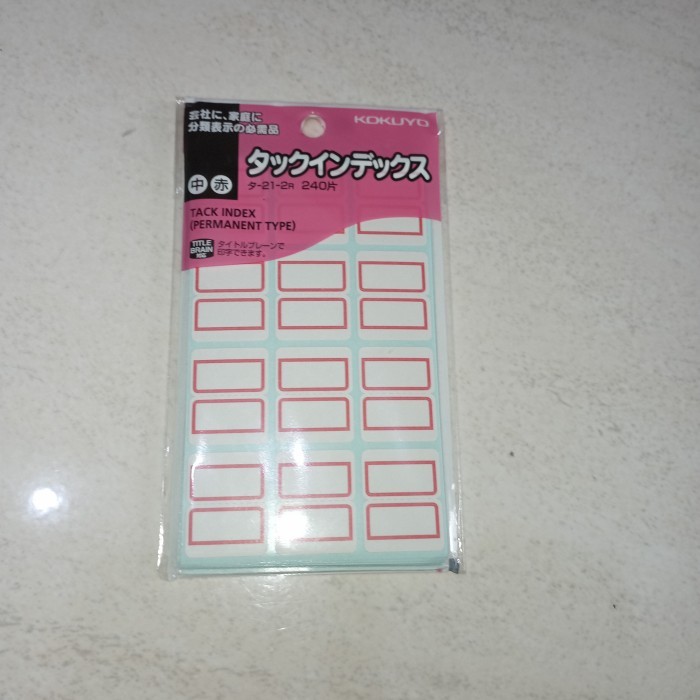 会社に、家庭に
分類表示の必需品
KOKUYO
タックインデックス
中 赤
タ-21-2R 240片
TACK INDEX
(PERMANENT TYPE)
TITLE
BRAIN
対応
タイトルブレーンで
印字できます。